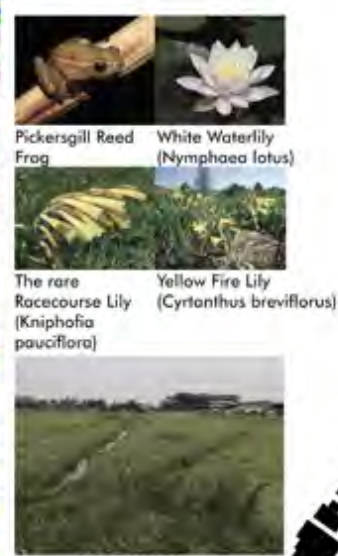 Pickersgill Reed Frog
White Waterlily (Nymphaea lotus)
The rare Racecourse Lily (Kniphofia pauciflora)
Yellow Fire Lily (Cyrtanthus breviflorus)